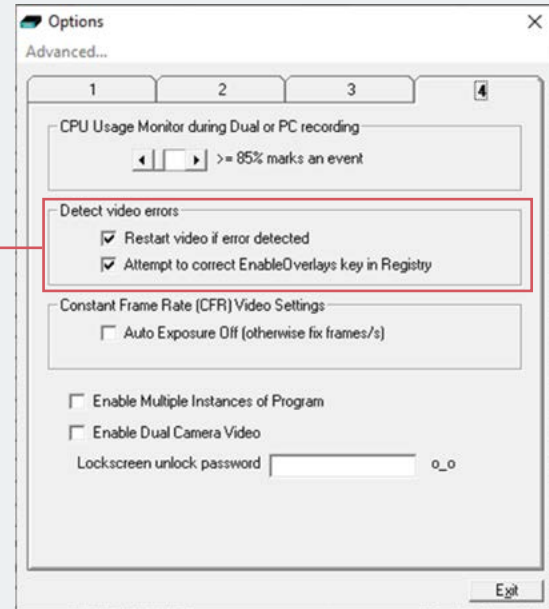 Options
Advanced...
1 2 3 4
CPU Usage Monitor during Dual or PC recording
>= 85% marks an event
Detect video errors
Restart video if error detected
Attempt to correct EnableOverlays key in Registry
Constant Frame Rate (CFR) Video Settings
Auto Exposure Off (otherwise fix frames/s)
Enable Multiple Instances of Program
Enable Dual Camera Video
Lockscreen unlock password o_o
Exit